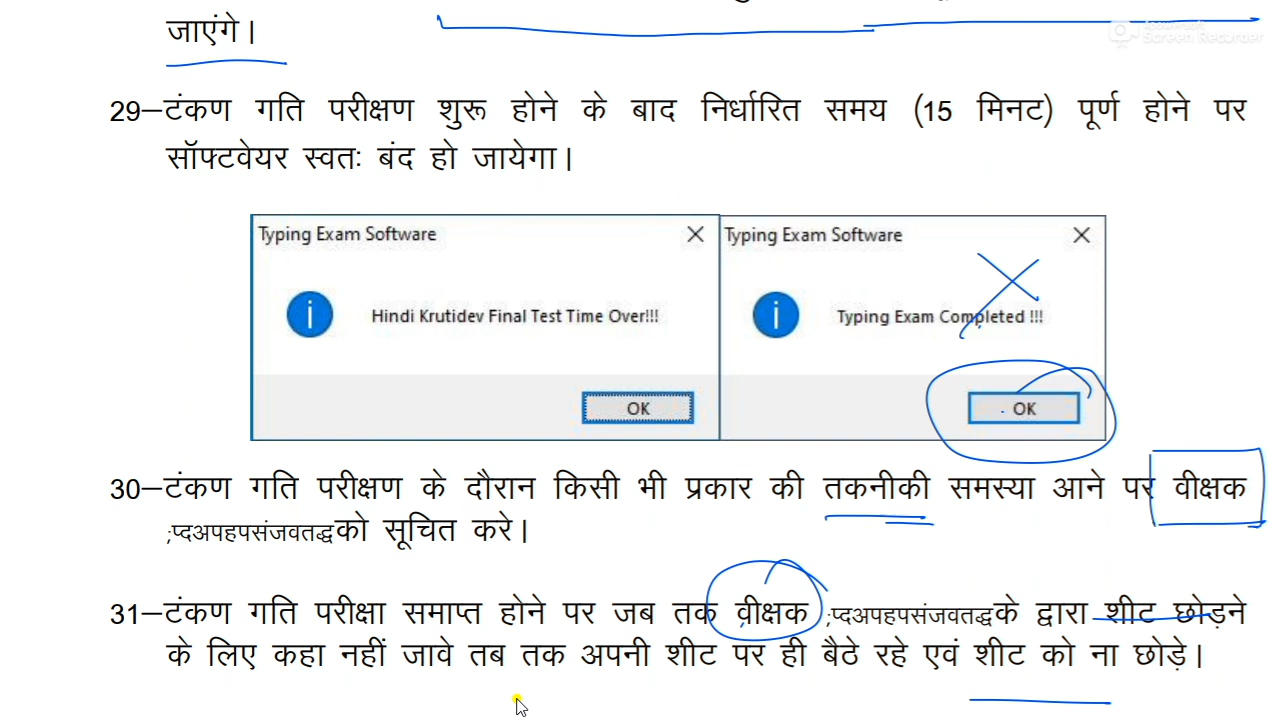 जाएंगे।
Screen Recorder
29–टंकण गति परीक्षण शुरू होने के बाद निर्धारित समय (15 मिनट) पूर्ण होने पर
सॉफ्टवेयर स्वतः बंद हो जायेगा।
Typing Exam Software
Hindi Krutidev Final Test Time Over!!!
OK
Typing Exam Software
Typing Exam Completed !!!
OK
30–टंकण गति परीक्षण के दौरान किसी भी प्रकार की तकनीकी समस्या आने पर वीक्षक
;प्दअपहपसंजवतद्ध को सूचित करे।
31–टंकण गति परीक्षा समाप्त होने पर जब तक वीक्षक ;प्दअपहपसंजवतद्ध के द्वारा शीट छोड़ने
के लिए कहा नहीं जावे तब तक अपनी शीट पर ही बैठे रहे एवं शीट को ना छोड़े।